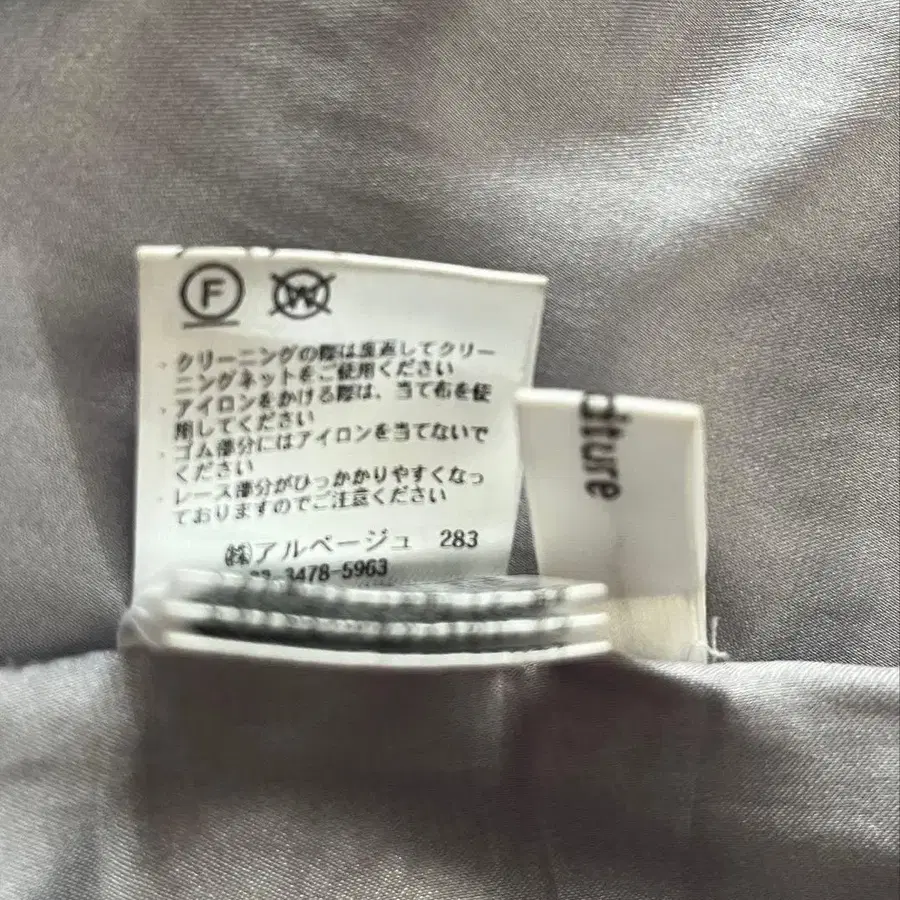 F W
・クリーニングの際は裏返してクリー
ニングネットをご使用ください
・アイロンをかける際は、当て布を使
用してください
・ゴム部分にはアイロンを当てないで
ください
・レース部分がひっかかりやすくなっ
ておりますのでご注意ください
㈱アルページュ 283
3478-5963
diture